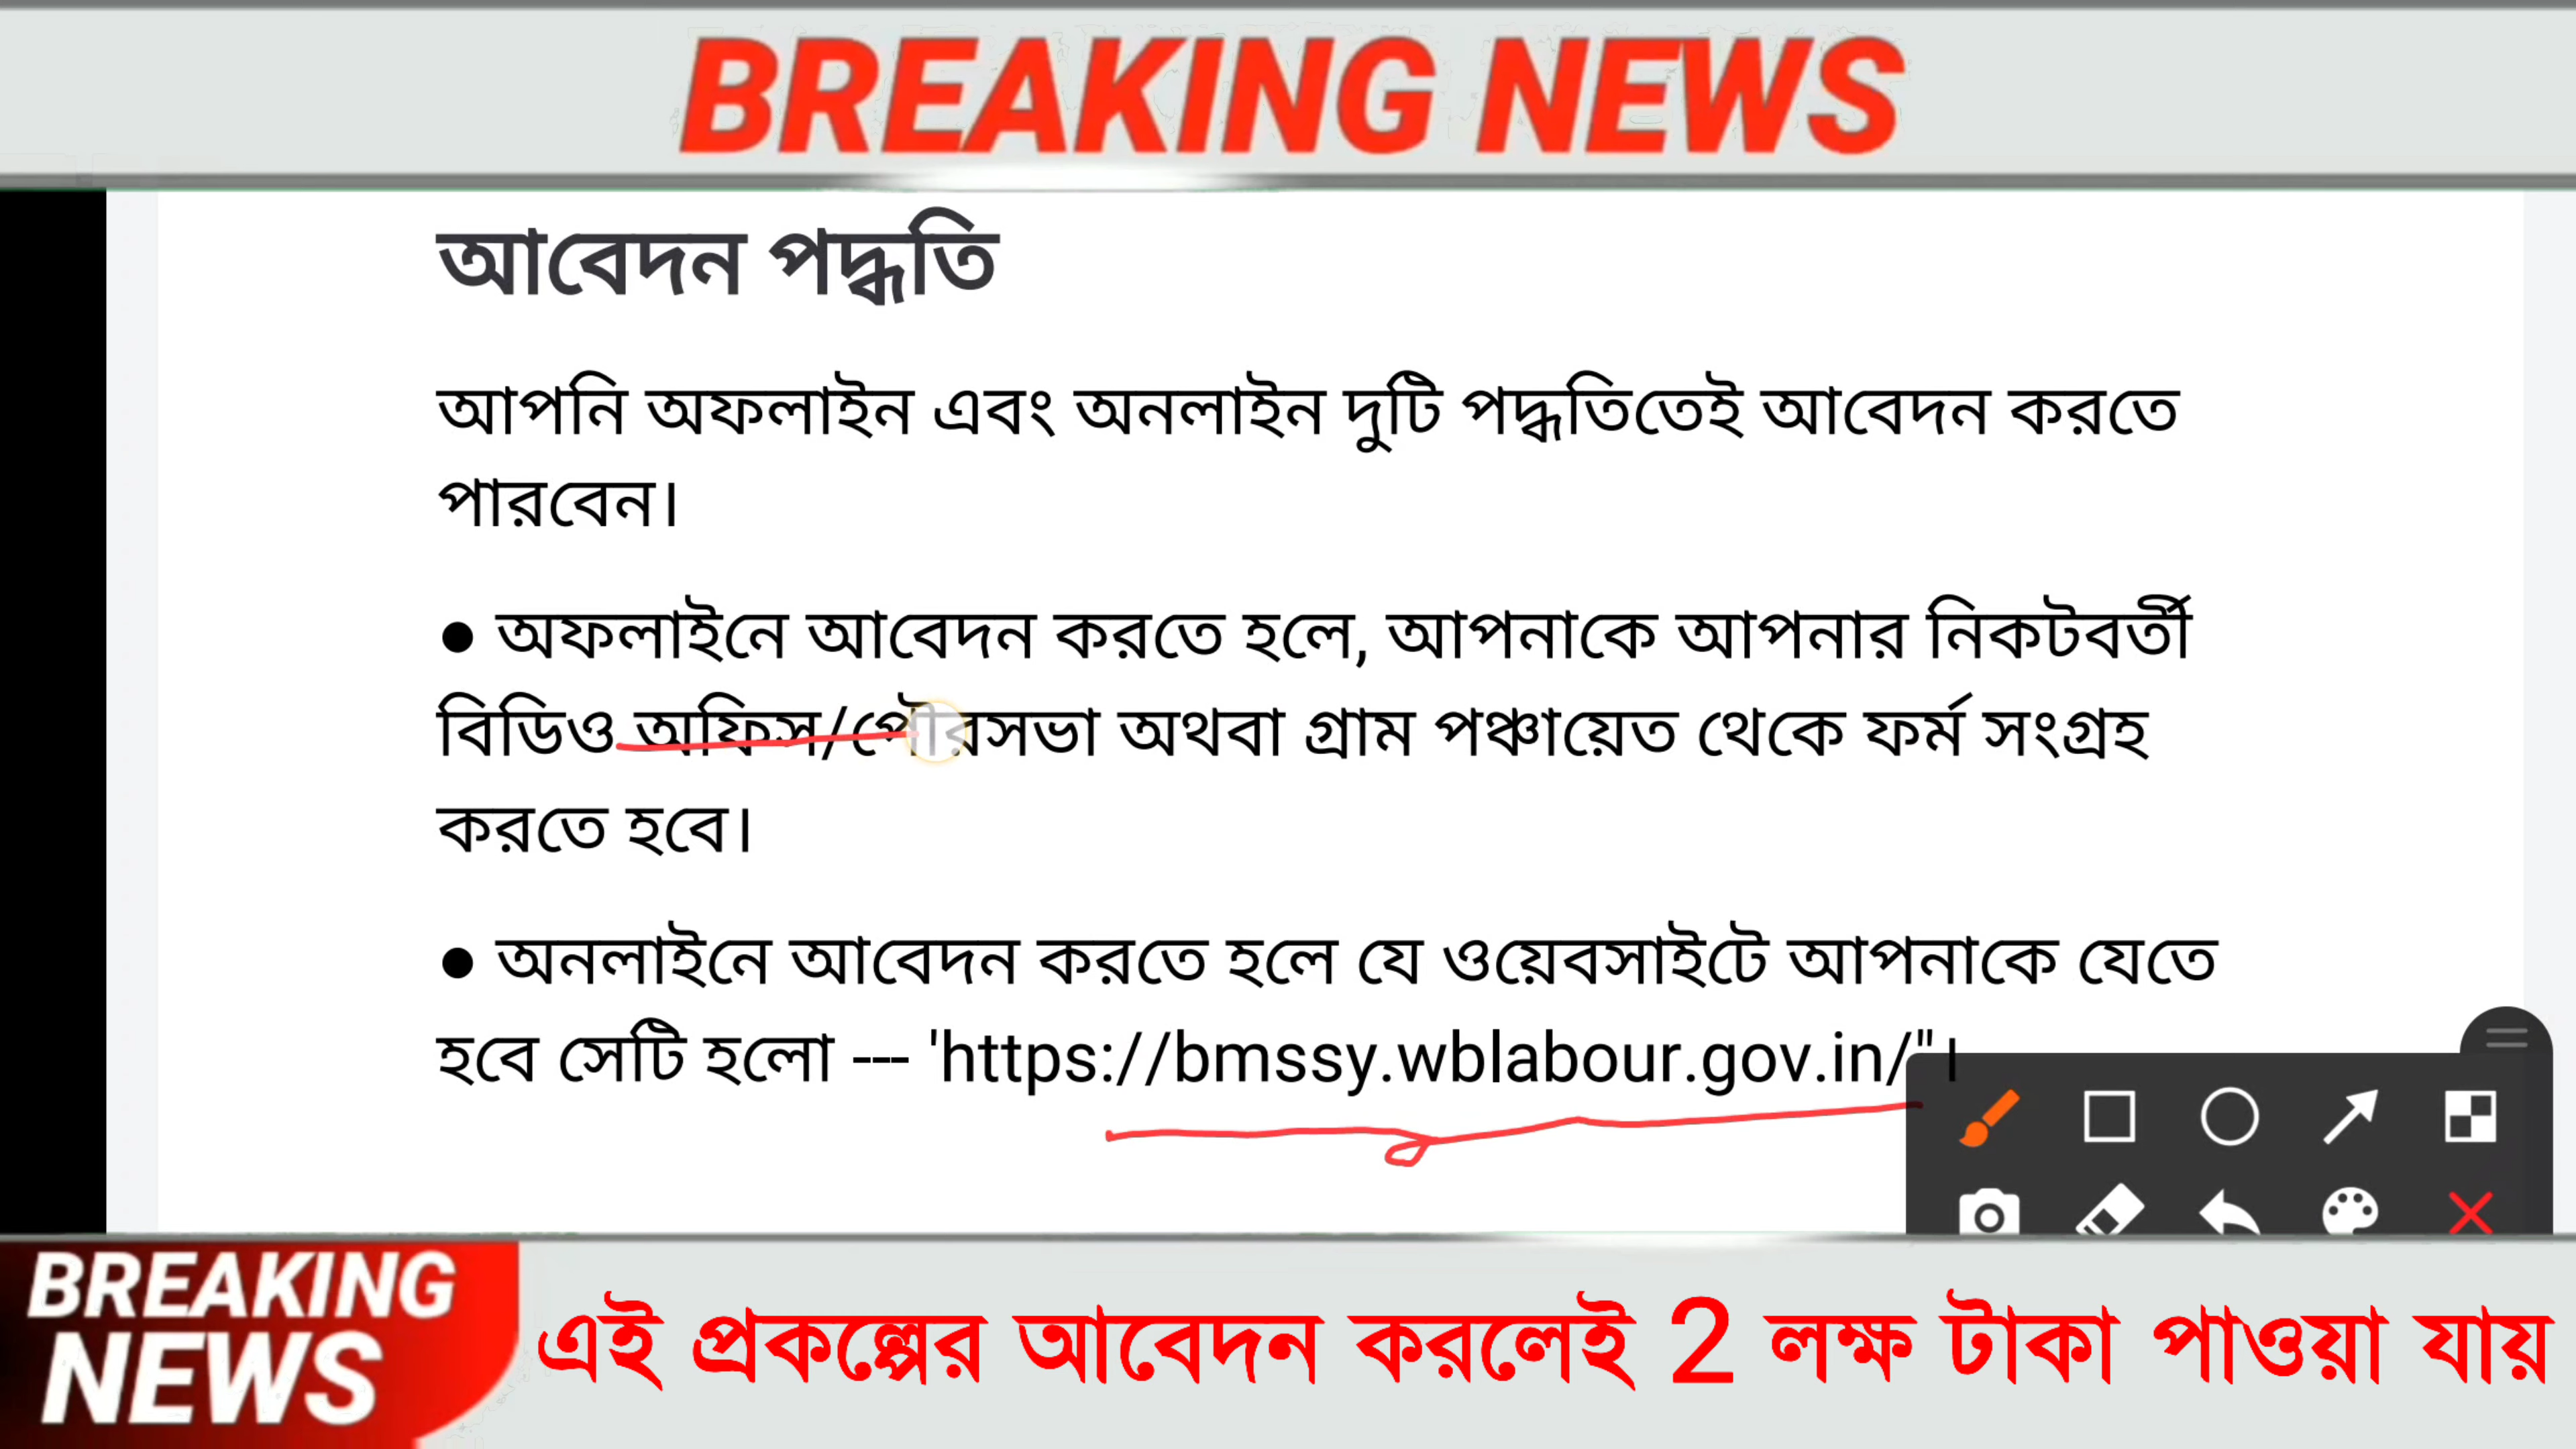 BREAKING NEWS
আবেদন পদ্ধতি
আপনি অফলাইন এবং অনলাইন দুটি পদ্ধতিতেই আবেদন করতে
পারবেন।
● অফলাইনে আবেদন করতে হলে, আপনাকে আপনার নিকটবর্তী
বিডিও অফিস/পৌরসভা অথবা গ্রাম পঞ্চায়েত থেকে ফর্ম সংগ্রহ
করতে হবে।
● অনলাইনে আবেদন করতে হলে যে ওয়েবসাইটে আপনাকে যেতে
হবে সেটি হলো --- 'https://bmssy.wblabour.gov.in/"।
BREAKING
NEWS
এই প্রকল্পের আবেদন করলেই 2 লক্ষ টাকা পাওয়া যায়